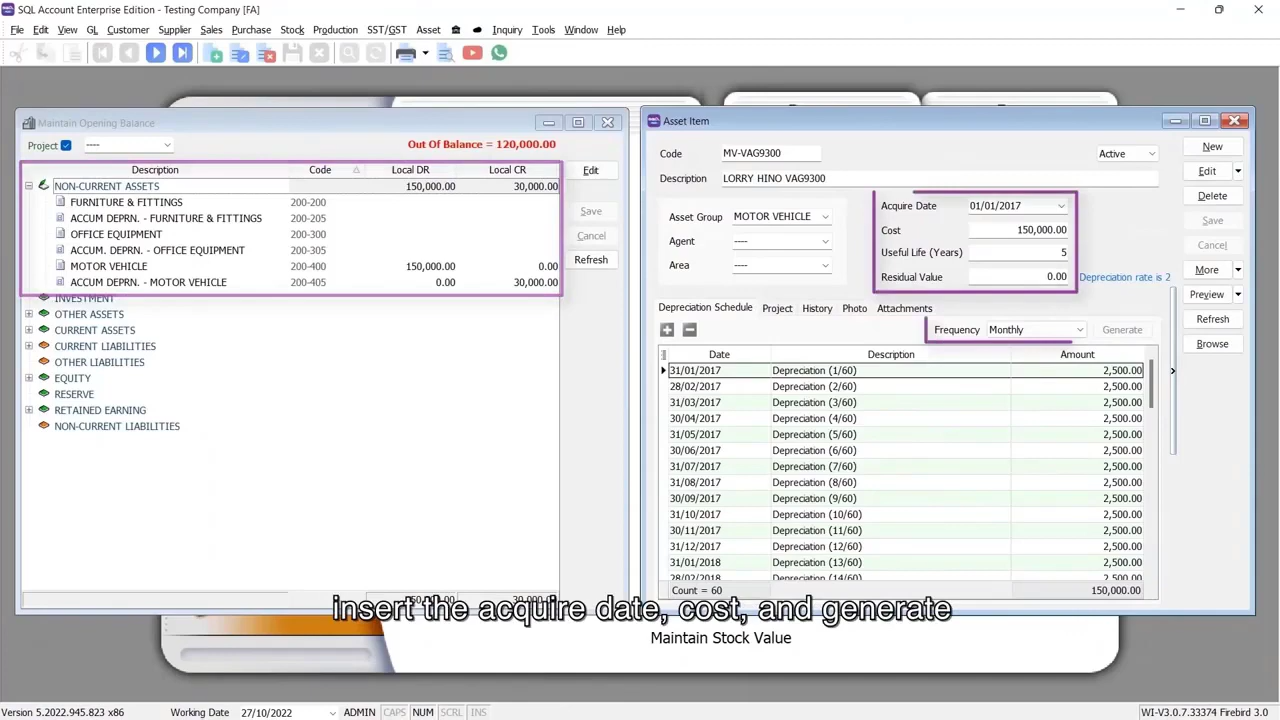 SQL Account Enterprise Edition - Testing Company [FA]
File Edit View GL Customer Supplier Sales Purchase Stock Production SST/GST Asset Inquiry Tools Window Help
Maintain Opening Balance
Project ---- Out Of Balance = 120,000.00
Description Code Local DR Local CR
NON-CURRENT ASSETS 150,000.00 30,000.00
FURNITURE & FITTINGS 200-200
ACCUM DEPRN. - FURNITURE & FITTINGS 200-205
OFFICE EQUIPMENT 200-300
ACCUM. DEPRN. - OFFICE EQUIPMENT 200-305
MOTOR VEHICLE 200-400 150,000.00 0.00
ACCUM DEPRN. - MOTOR VEHICLE 200-405 0.00 30,000.00
INVESTMENT
OTHER ASSETS
CURRENT ASSETS
CURRENT LIABILITIES
OTHER LIABILITIES
EQUITY
RESERVE
RETAINED EARNING
NON-CURRENT LIABILITIES
150,000.00 30,000.00
Edit
Save
Cancel
Refresh
Asset Item
Code MV-VAG9300 Active
Description LORRY HINO VAG9300
Asset Group MOTOR VEHICLE
Agent ----
Area ----
Acquire Date 01/01/2017
Cost 150,000.00
Useful Life (Years) 5
Residual Value 0.00
Depreciation rate is 2
Depreciation Schedule Project History Photo Attachments
Frequency Monthly Generate
Date Description Amount
31/01/2017 Depreciation (1/60) 2,500.00
28/02/2017 Depreciation (2/60) 2,500.00
31/03/2017 Depreciation (3/60) 2,500.00
30/04/2017 Depreciation (4/60) 2,500.00
31/05/2017 Depreciation (5/60) 2,500.00
30/06/2017 Depreciation (6/60) 2,500.00
31/07/2017 Depreciation (7/60) 2,500.00
31/08/2017 Depreciation (8/60) 2,500.00
30/09/2017 Depreciation (9/60) 2,500.00
31/10/2017 Depreciation (10/60) 2,500.00
30/11/2017 Depreciation (11/60) 2,500.00
31/12/2017 Depreciation (12/60) 2,500.00
31/01/2018 Depreciation (13/60) 2,500.00
28/02/2018 Depreciation (14/60) 2,500.00
Count = 60 150,000.00
New
Edit
Delete
Save
Cancel
More
Preview
Refresh
Browse
insert the acquire date, cost, and generate
Maintain Stock Value
Version 5.2022.945.823 x86 Working Date 27/10/2022 ADMIN CAPS NUM SCRL INS WI-V3.0.7.33374 Firebird 3.0